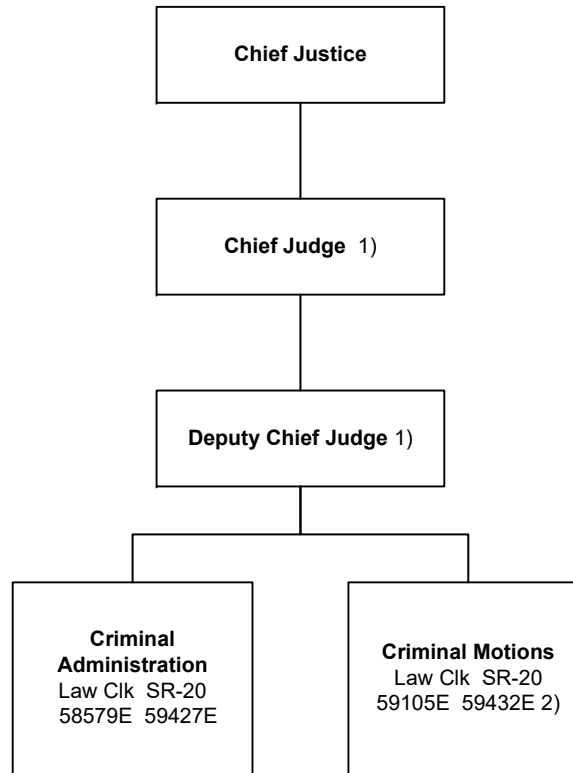 Chief Justice
Chief Judge 1)
Deputy Chief Judge 1)
Criminal
Administration
Law Clk SR-20
58579E 59427E
Criminal Motions
Law Clk SR-20
59105E 59432E 2)